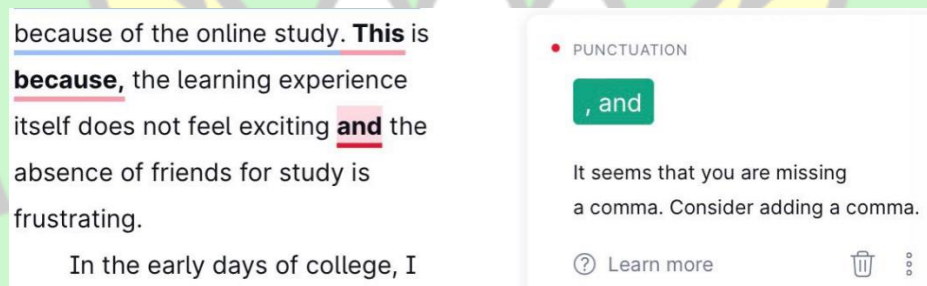 because of the online study. This is
because, the learning experience
itself does not feel exciting and the
absence of friends for study is
frustrating.
In the early days of college, I
PUNCTUATION
, and
It seems that you are missing
a comma. Consider adding a comma.
Learn more